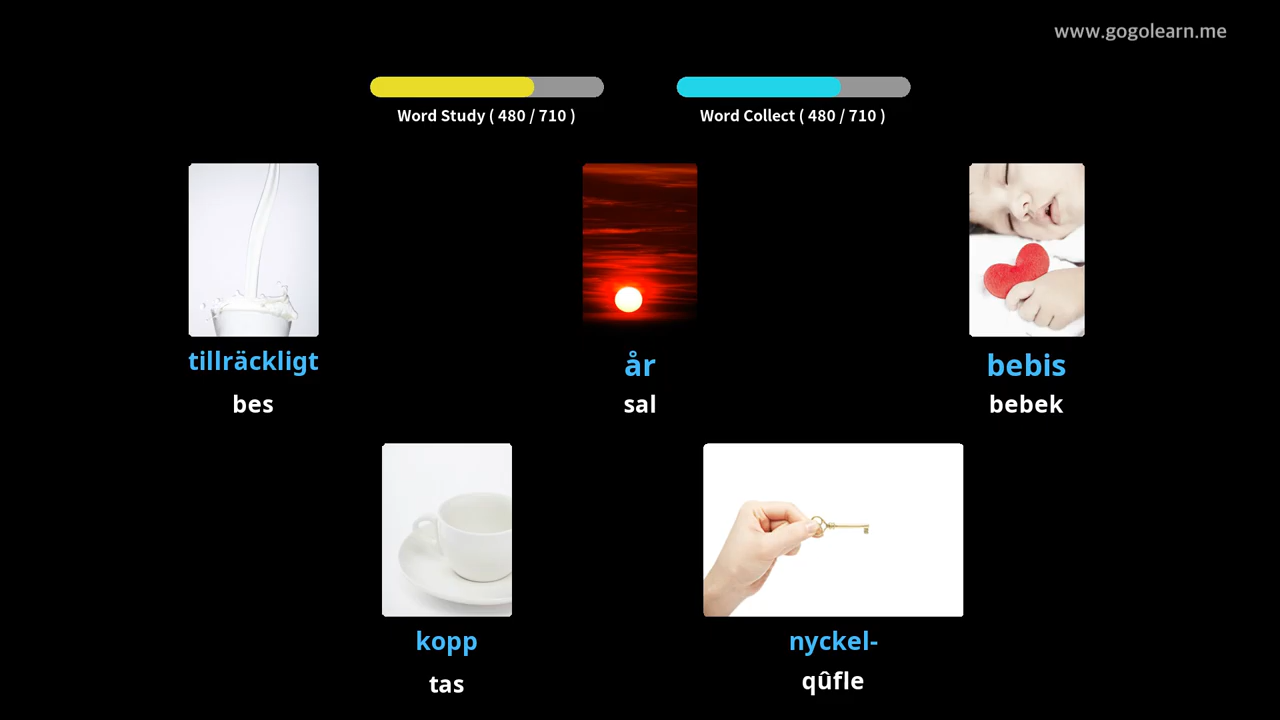 www.gogolearn.me
Word Study ( 480 / 710 )
Word Collect ( 480 / 710 )
tillräckligt
bes
år
sal
bebis
bebek
kopp
tas
nyckel-
qûfle